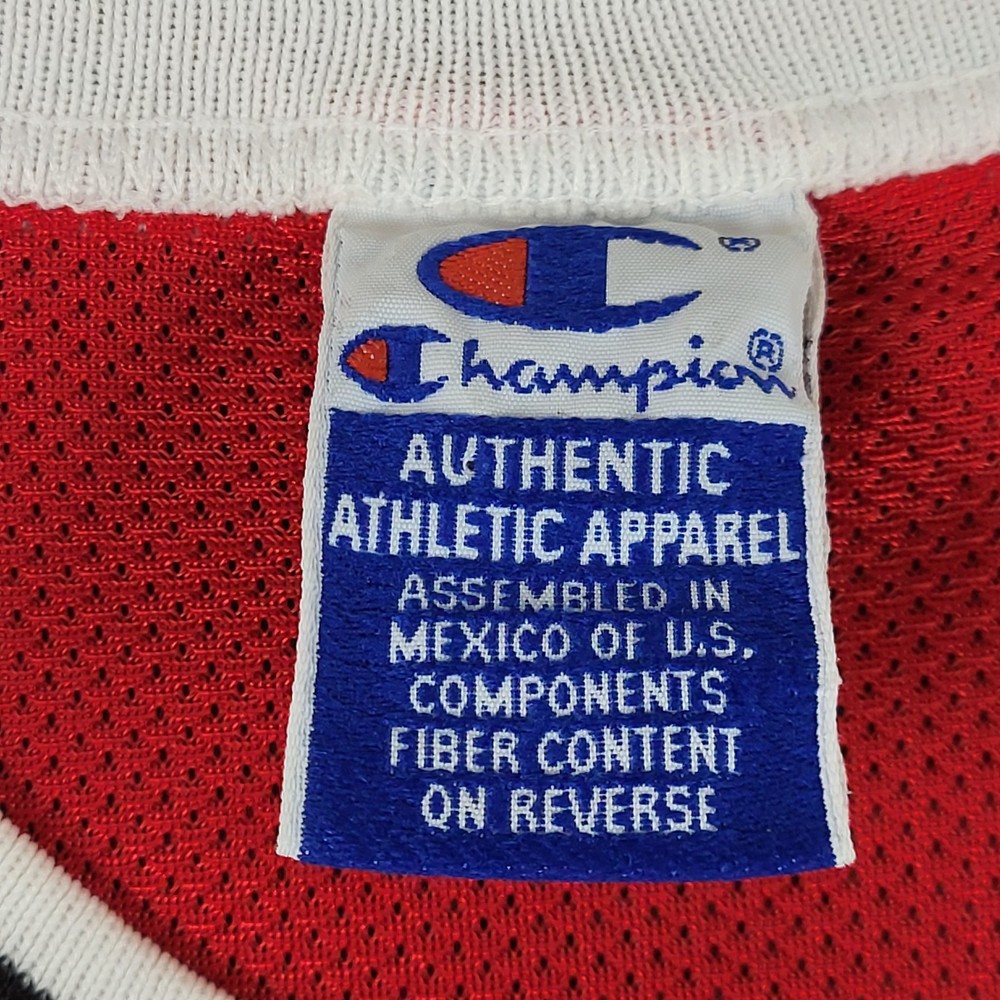 ®
Champion®
AUTHENTIC
ATHLETIC APPAREL
ASSEMBLED IN
MEXICO OF U.S.
COMPONENTS
FIBER CONTENT
ON REVERSE